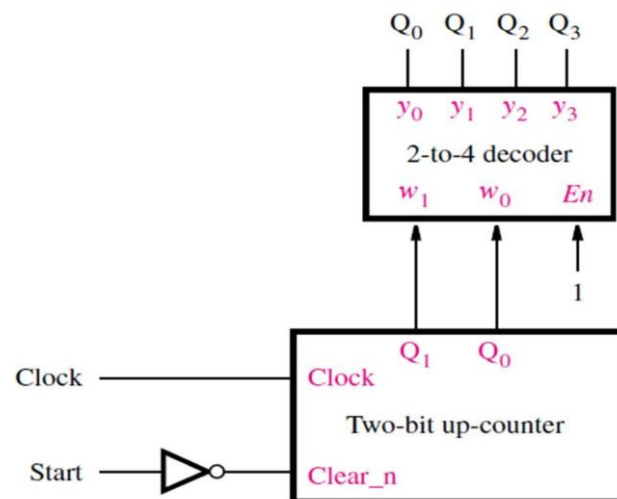 Q₀ Q₁ Q₂ Q₃
y₀ y₁ y₂ y₃
2-to-4 decoder
w₁ w₀ En
1
Q₁ Q₀
Clock Clock
Two-bit up-counter
Start Clear_n